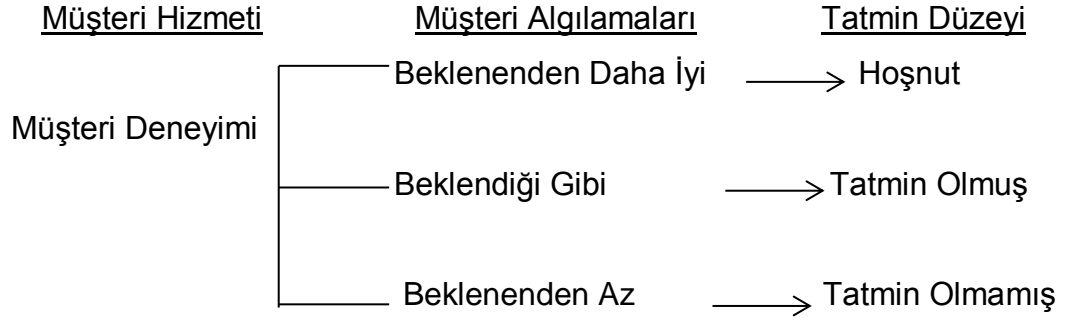 Müşteri Hizmeti Müşteri Algılamaları Tatmin Düzeyi
Beklenenden Daha İyi Hoşnut
Müşteri Deneyimi
Beklendiği Gibi Tatmin Olmuş
Beklenenden Az Tatmin Olmamış